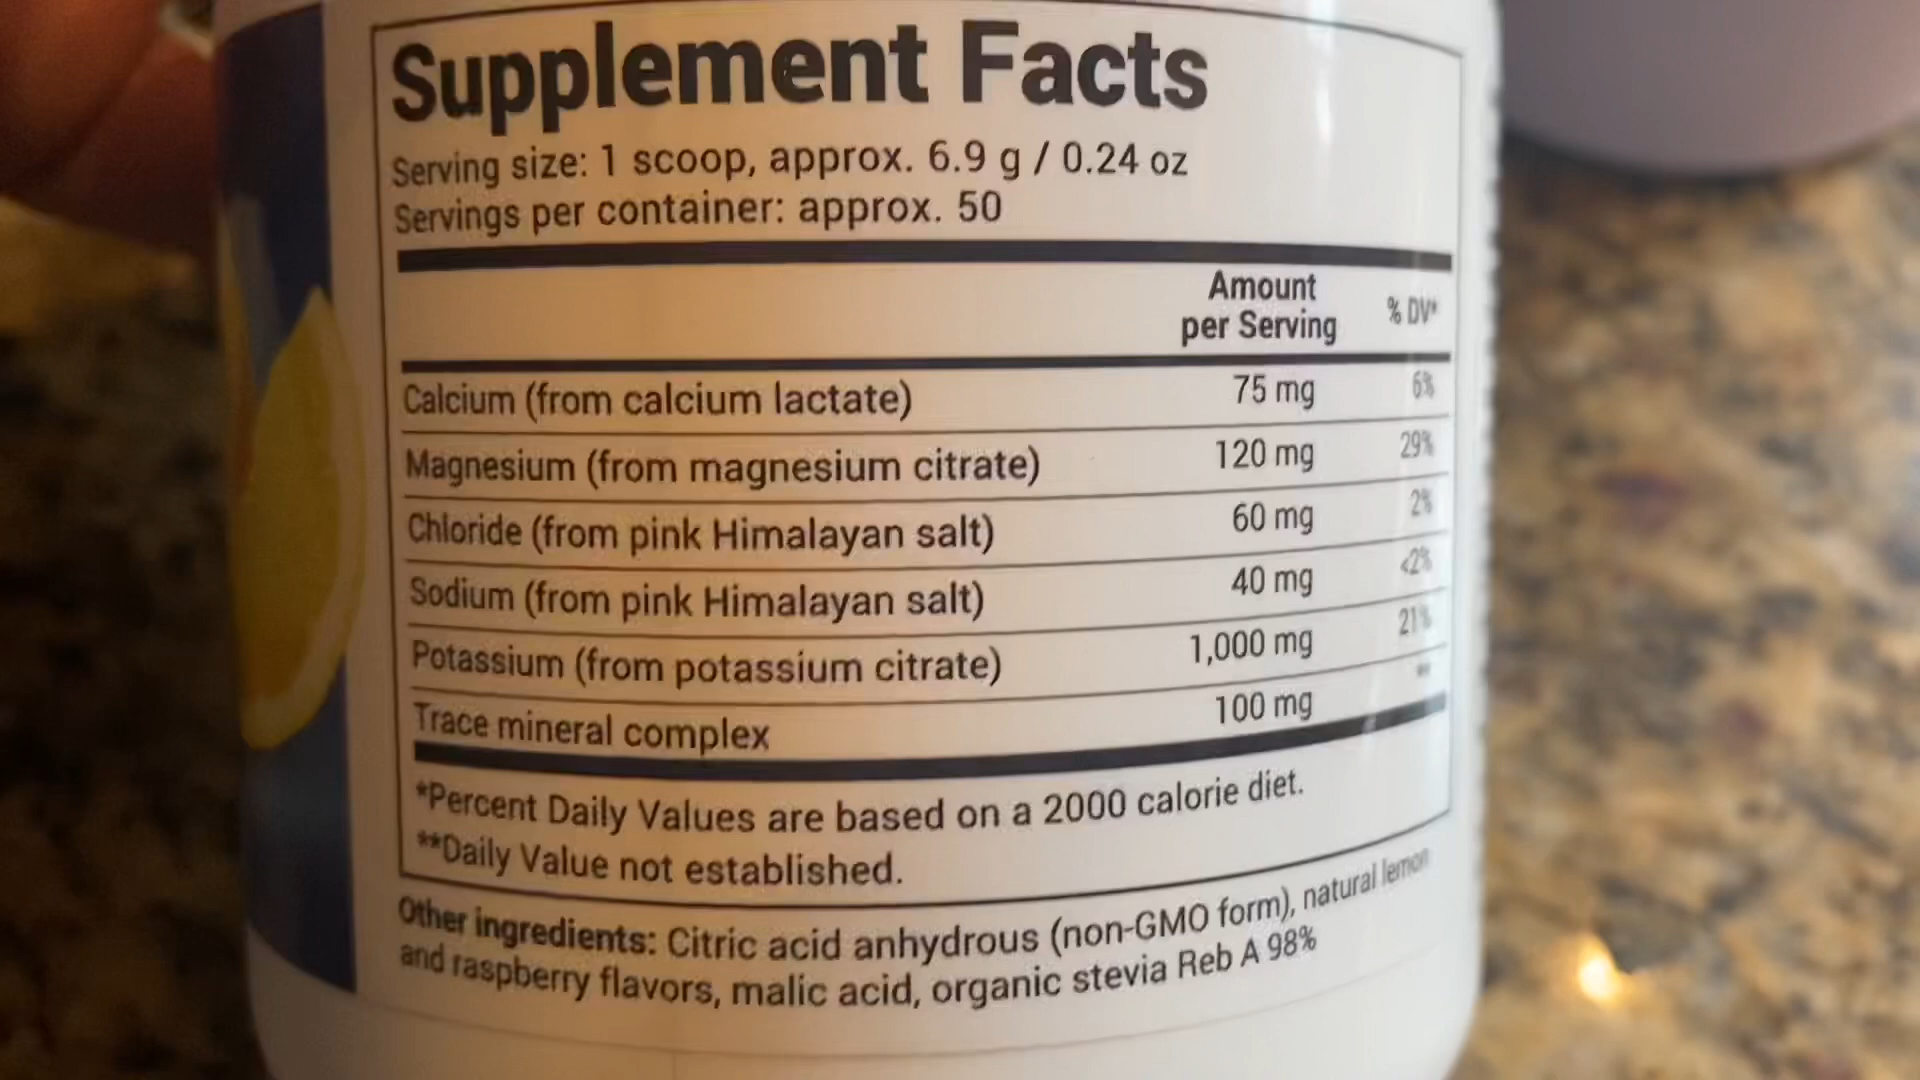 Supplement Facts
Serving size: 1 scoop, approx. 6.9 g / 0.24 oz
Servings per container: approx. 50
Amount
per Serving
% DV*
Calcium (from calcium lactate) 75 mg 6%
Magnesium (from magnesium citrate) 120 mg 29%
Chloride (from pink Himalayan salt) 60 mg 2%
Sodium (from pink Himalayan salt) 40 mg <2%
Potassium (from potassium citrate) 1,000 mg 21%
Trace mineral complex 100 mg **
*Percent Daily Values are based on a 2000 calorie diet.
**Daily Value not established.
Other ingredients: Citric acid anhydrous (non-GMO form), natural lemon
and raspberry flavors, malic acid, organic stevia Reb A 98%